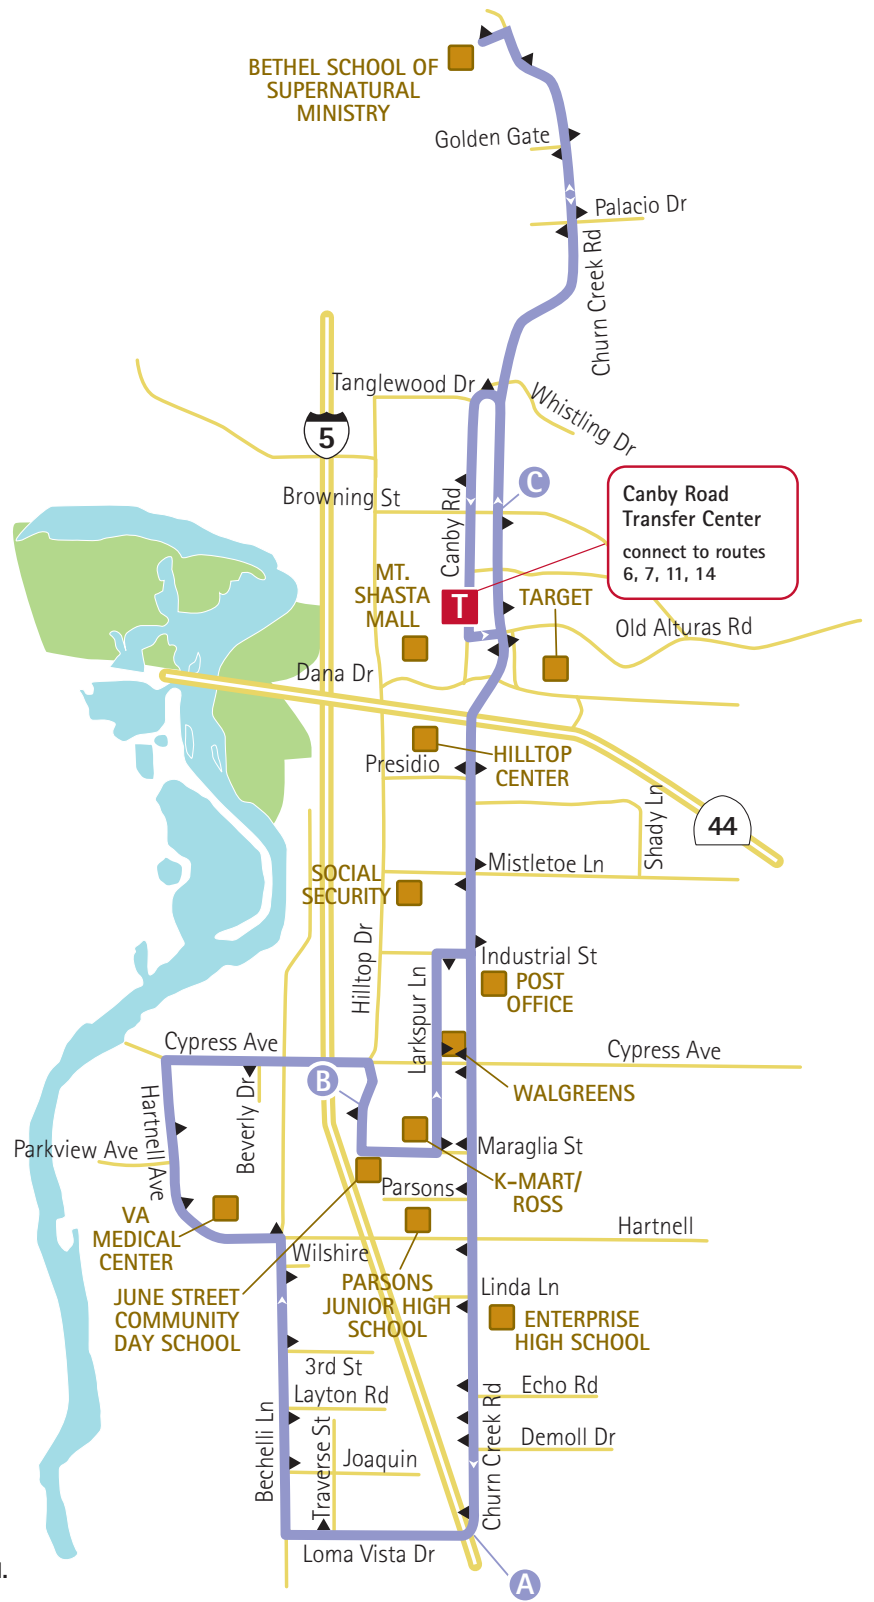 BETHEL SCHOOL OF
SUPERNATURAL
MINISTRY
Golden Gate
Palacio Dr
Churn Creek Rd
Tanglewood Dr
Whistling Dr
5
C
Browning St
Canby Rd
Canby Road
Transfer Center
connect to routes
6, 7, 11, 14
MT.
SHASTA
MALL
T
TARGET
Old Alturas Rd
Dana Dr
HILLTOP
CENTER
Presidio
Shady Ln
44
Mistletoe Ln
SOCIAL
SECURITY
Hilltop Dr
Industrial St
POST
OFFICE
Larkspur Ln
Cypress Ave
Cypress Ave
B
WALGREENS
Hartnell Ave
Beverly Dr
Parkview Ave
Maraglia St
K-MART/
ROSS
Parsons
VA
MEDICAL
CENTER
Hartnell
Wilshire
JUNE STREET
COMMUNITY
DAY SCHOOL
PARSONS
JUNIOR HIGH
SCHOOL
Linda Ln
ENTERPRISE
HIGH SCHOOL
3rd St
Layton Rd
Echo Rd
Bechelli Ln
Traverse St
Joaquin
Churn Creek Rd
Demoll Dr
Loma Vista Dr
A